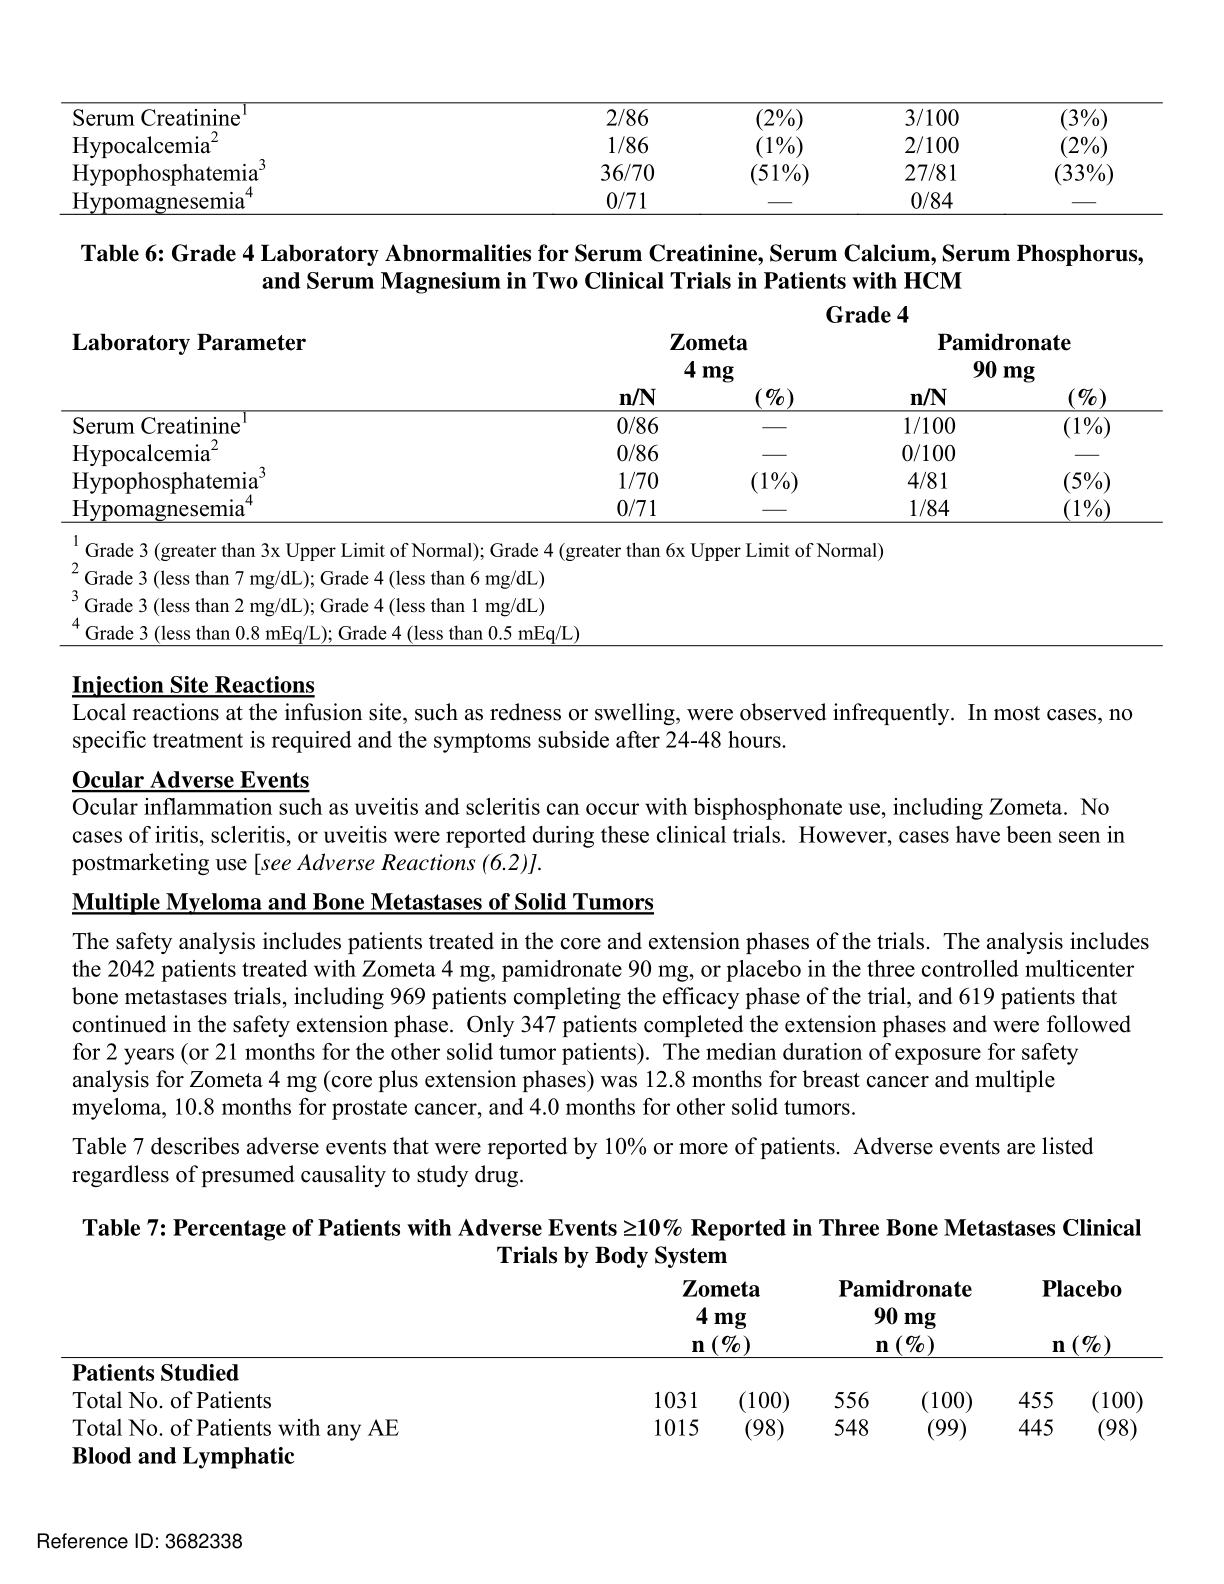 Serum Creatinine1 2/86 (2%) 3/100 (3%)
Hypocalcemia2 1/86 (1%) 2/100 (2%)
Hypophosphatemia3 36/70 (51%) 27/81 (33%)
Hypomagnesemia4 0/71 — 0/84 —
Table 6: Grade 4 Laboratory Abnormalities for Serum Creatinine, Serum Calcium, Serum Phosphorus,
and Serum Magnesium in Two Clinical Trials in Patients with HCM
Grade 4
Laboratory Parameter Zometa Pamidronate
4 mg 90 mg
n/N (%) n/N (%)
Serum Creatinine1 0/86 — 1/100 (1%)
Hypocalcemia2 0/86 — 0/100 —
Hypophosphatemia3 1/70 (1%) 4/81 (5%)
Hypomagnesemia4 0/71 — 1/84 (1%)
1 Grade 3 (greater than 3x Upper Limit of Normal); Grade 4 (greater than 6x Upper Limit of Normal)
2 Grade 3 (less than 7 mg/dL); Grade 4 (less than 6 mg/dL)
3 Grade 3 (less than 2 mg/dL); Grade 4 (less than 1 mg/dL)
4 Grade 3 (less than 0.8 mEq/L); Grade 4 (less than 0.5 mEq/L)
Injection Site Reactions
Local reactions at the infusion site, such as redness or swelling, were observed infrequently. In most cases, no
specific treatment is required and the symptoms subside after 24-48 hours.
Ocular Adverse Events
Ocular inflammation such as uveitis and scleritis can occur with bisphosphonate use, including Zometa. No
cases of iritis, scleritis, or uveitis were reported during these clinical trials. However, cases have been seen in
postmarketing use [see Adverse Reactions (6.2)].
Multiple Myeloma and Bone Metastases of Solid Tumors
The safety analysis includes patients treated in the core and extension phases of the trials. The analysis includes
the 2042 patients treated with Zometa 4 mg, pamidronate 90 mg, or placebo in the three controlled multicenter
bone metastases trials, including 969 patients completing the efficacy phase of the trial, and 619 patients that
continued in the safety extension phase. Only 347 patients completed the extension phases and were followed
for 2 years (or 21 months for the other solid tumor patients). The median duration of exposure for safety
analysis for Zometa 4 mg (core plus extension phases) was 12.8 months for breast cancer and multiple
myeloma, 10.8 months for prostate cancer, and 4.0 months for other solid tumors.
Table 7 describes adverse events that were reported by 10% or more of patients. Adverse events are listed
regardless of presumed causality to study drug.
Table 7: Percentage of Patients with Adverse Events ≥10% Reported in Three Bone Metastases Clinical
Trials by Body System
Zometa Pamidronate Placebo
4 mg 90 mg
n (%) n (%) n (%)
Patients Studied
Total No. of Patients 1031 (100) 556 (100) 455 (100)
Total No. of Patients with any AE 1015 (98) 548 (99) 445 (98)
Blood and Lymphatic
Reference ID: 3682338